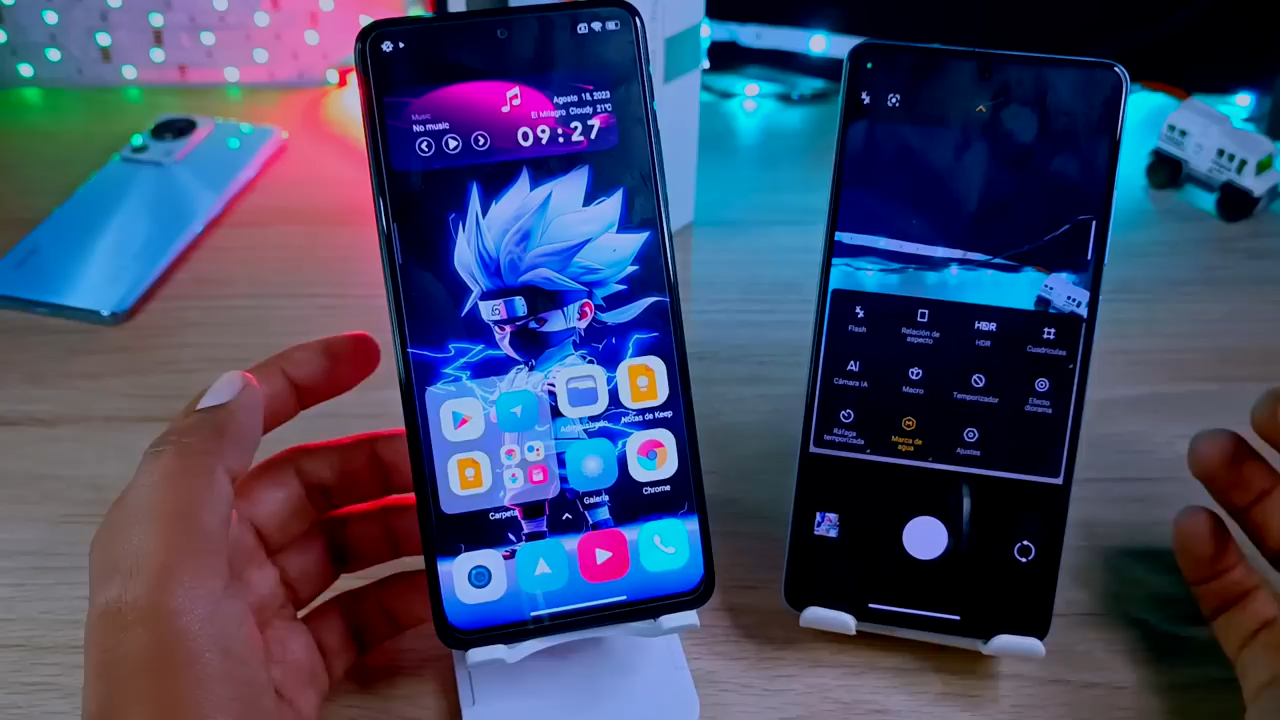 Agosto 15, 2023
El Milagro Cloudy 21°C
Music
No music
09:27
Administrado..
Notas de Keep
Carpeta
Galería
Chrome
Flash
Relación de
aspecto
HDR
HDR
Cuadrículas
AI
Cámara IA
Macro
Temporizador
Efecto
diorama
Ráfaga
temporizada
Marca de
agua
Ajustes